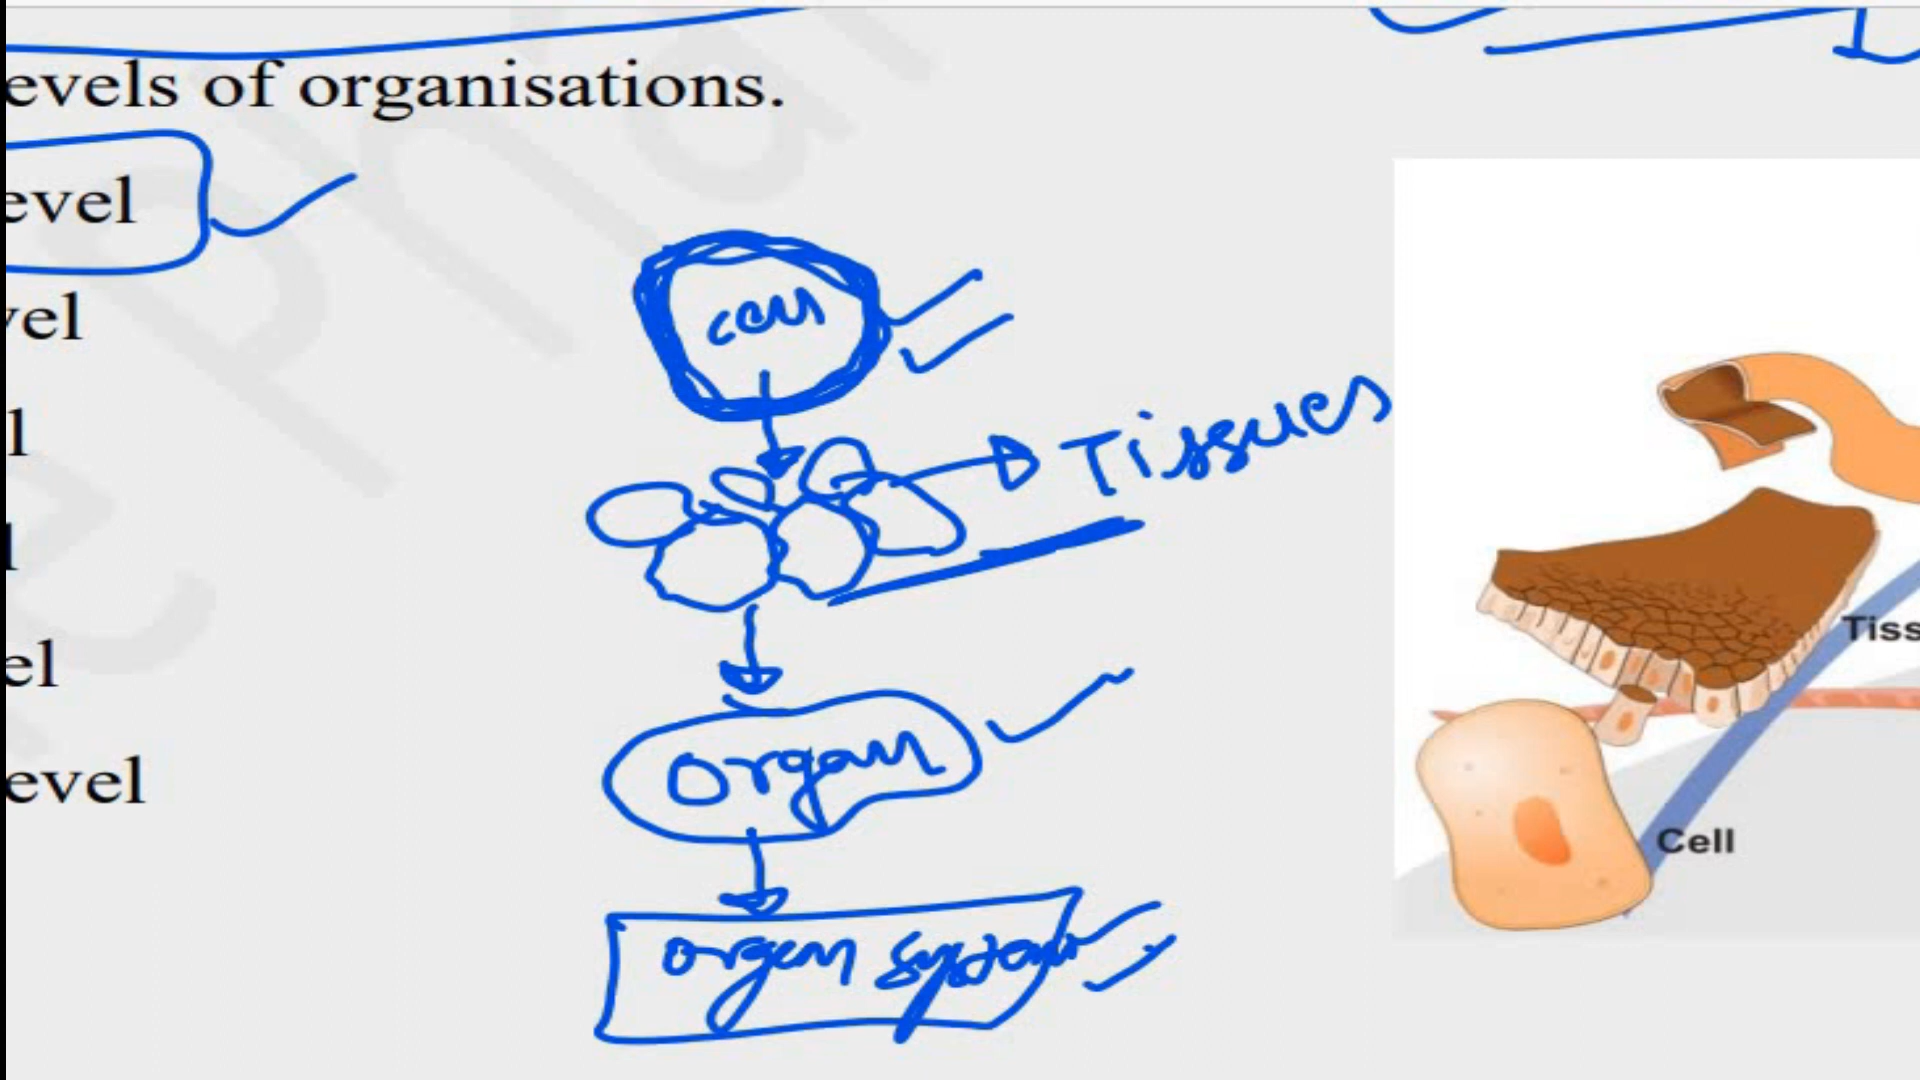 evels of organisations.
evel
vel
l
l
el
evel
cell
Tissues
organ
organ system
Tiss
Cell